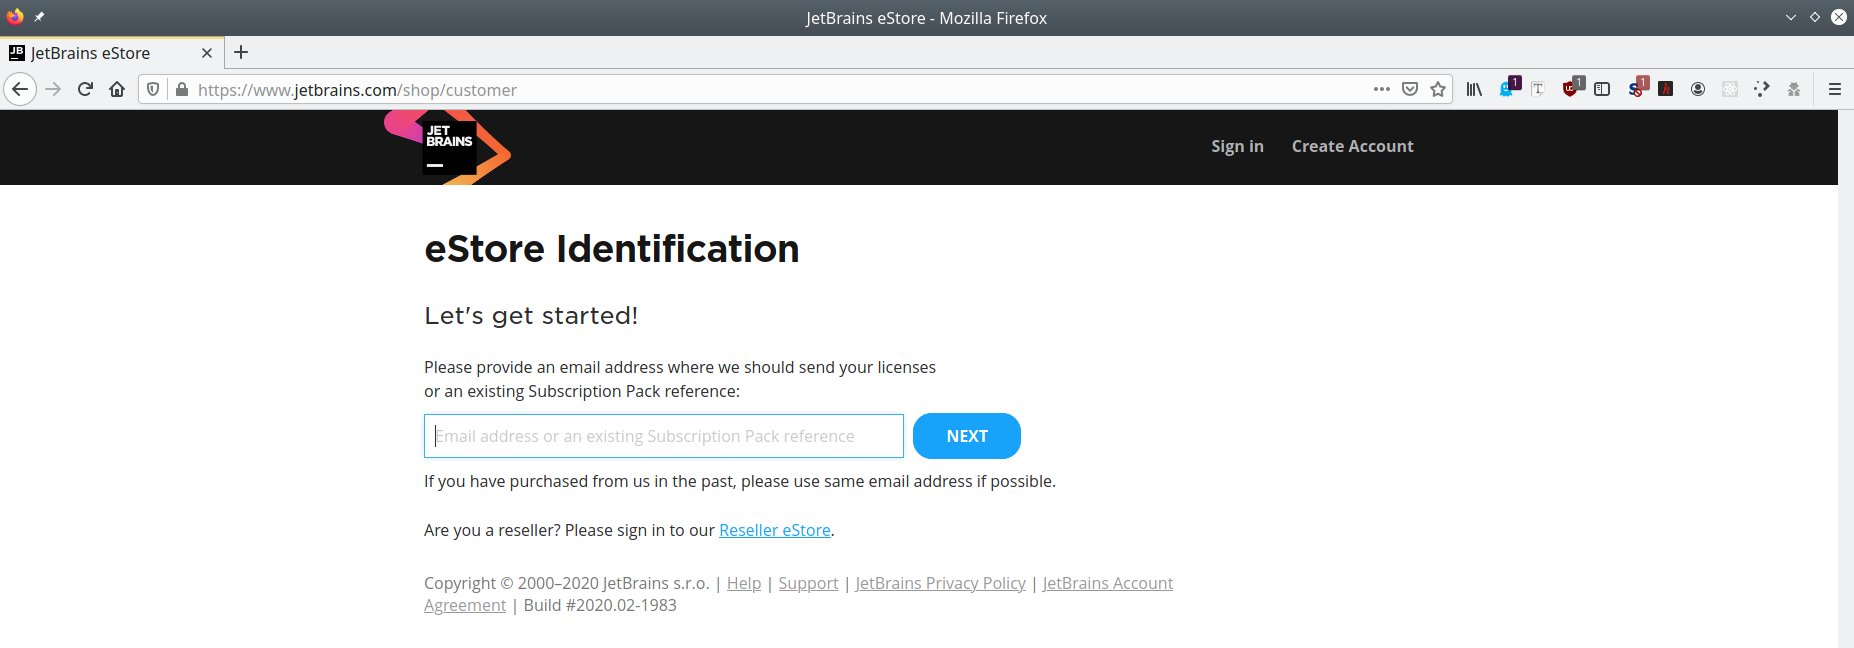 JetBrains eStore - Mozilla Firefox
JB JetBrains eStore
https://www.jetbrains.com/shop/customer
1 T 1 1 h
JET
BRAINS
Sign in Create Account
eStore Identification
Let's get started!
Please provide an email address where we should send your licenses
or an existing Subscription Pack reference:
Email address or an existing Subscription Pack reference NEXT
If you have purchased from us in the past, please use same email address if possible.
Are you a reseller? Please sign in to our Reseller eStore.
Copyright © 2000–2020 JetBrains s.r.o. | Help | Support | JetBrains Privacy Policy | JetBrains Account
Agreement | Build #2020.02-1983